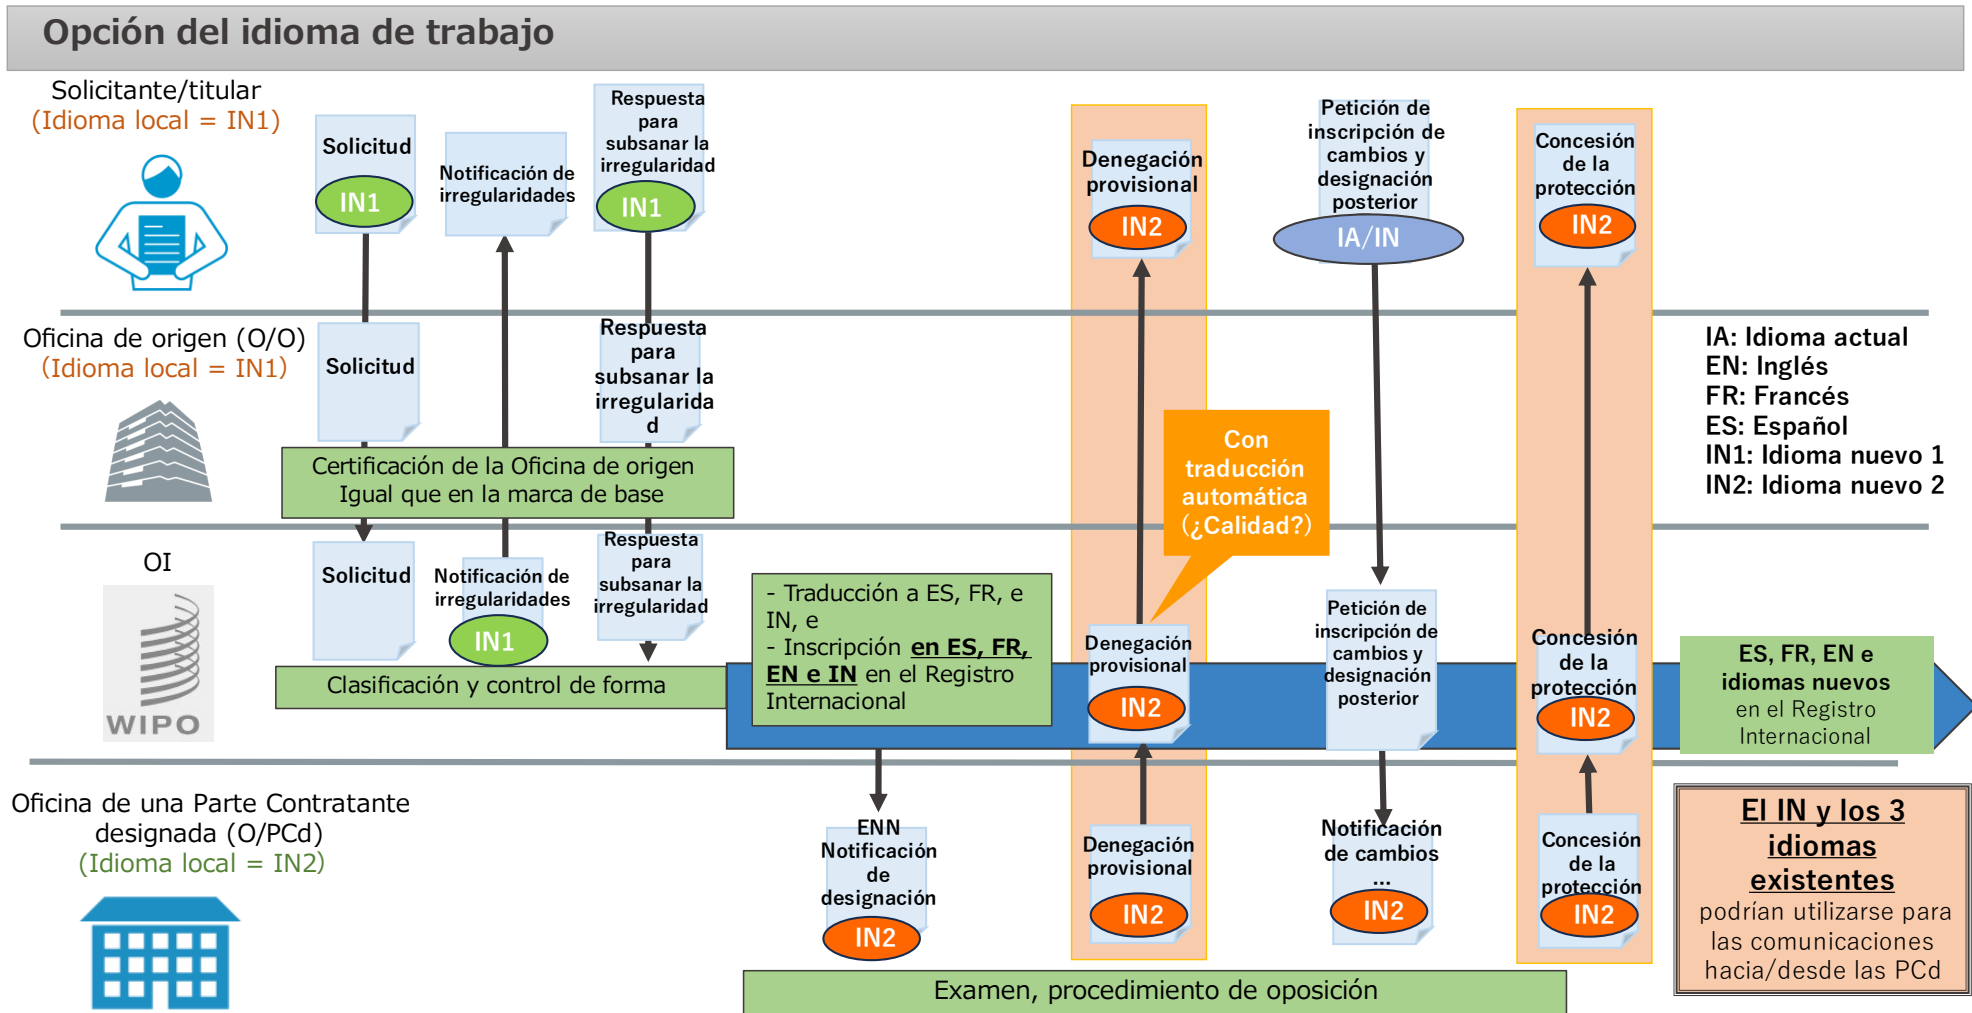 Opción del idioma de trabajo
Solicitante/titular
(Idioma local = IN1)
Solicitud
IN1
Notificación de
irregularidades
Respuesta
para
subsanar la
irregularidad
IN1
Denegación
provisional
IN2
Petición de
inscripción de
cambios y
designación
posterior
IA/IN
Concesión
de la
protección
IN2
Oficina de origen (O/O)
(Idioma local = IN1)
Solicitud
Respuesta
para
subsanar la
irregularida
d
Certificación de la Oficina de origen
Igual que en la marca de base
Con
traducción
automática
(¿Calidad?)
IA: Idioma actual
EN: Inglés
FR: Francés
ES: Español
IN1: Idioma nuevo 1
IN2: Idioma nuevo 2
OI
WIPO
Solicitud
Notificación de
irregularidades
IN1
Respuesta
para
subsanar la
irregularidad
Clasificación y control de forma
- Traducción a ES, FR, e
IN, e
- Inscripción en ES, FR,
EN e IN en el Registro
Internacional
Denegación
provisional
IN2
Petición de
inscripción de
cambios y
designación
posterior
Concesión
de la
protección
IN2
ES, FR, EN e
idiomas nuevos
en el Registro
Internacional
Oficina de una Parte Contratante
designada (O/PCd)
(Idioma local = IN2)
ENN
Notificación
de
designación
IN2
Denegación
provisional
IN2
Notificación
de cambios
...
IN2
Concesión
de la
protección
IN2
El IN y los 3
idiomas
existentes
podrían utilizarse para
las comunicaciones
hacia/desde las PCd
Examen, procedimiento de oposición